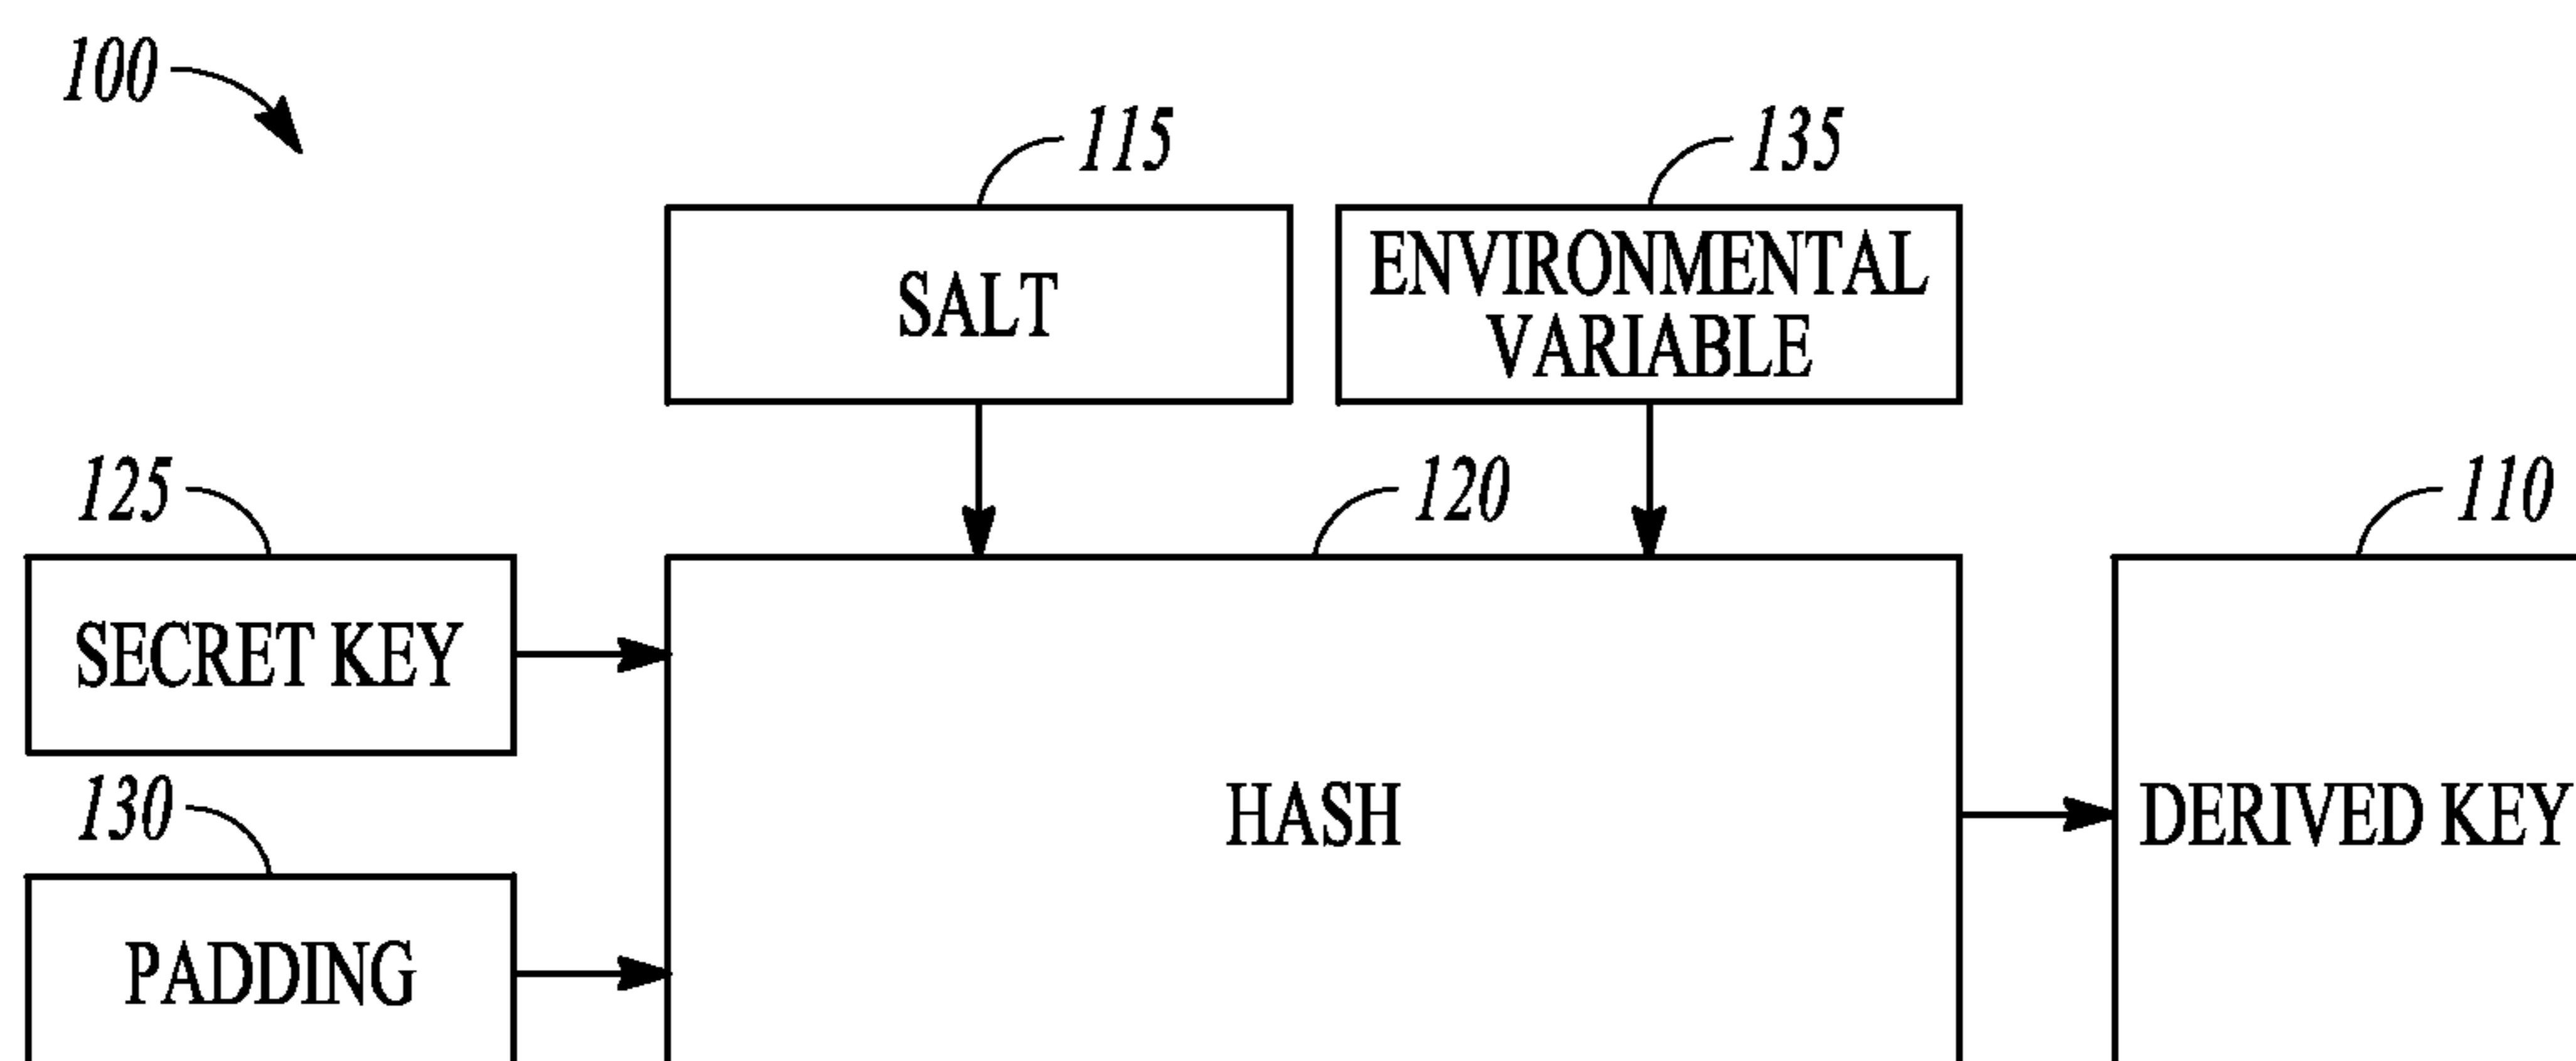 100
115
135
SALT
ENVIRONMENTAL
VARIABLE
125
120
110
SECRET KEY
130
HASH
DERIVED KEY
PADDING